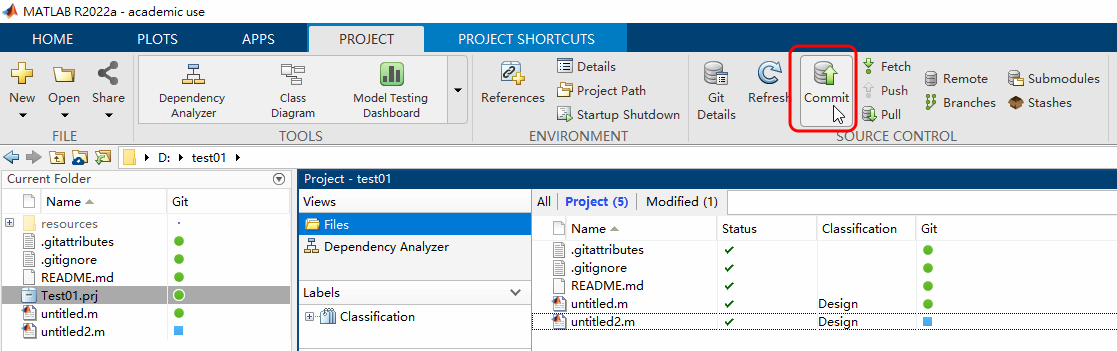 MATLAB R2022a - academic use
HOME PLOTS APPS PROJECT PROJECT SHORTCUTS
New Open Share
FILE
Dependency Analyzer
Class Diagram
Model Testing Dashboard
TOOLS
References
Details
Project Path
Startup Shutdown
ENVIRONMENT
Git Details
Refresh
Commit
Fetch
Push
Pull
Remote
Branches
Submodules
Stashes
SOURCE CONTROL
D: test01
Current Folder
Name Git
resources
.gitattributes
.gitignore
README.md
Test01.prj
untitled.m
untitled2.m
Project - test01
Views
Files
Dependency Analyzer
Labels
Classification
All Project (5) Modified (1)
Name Status Classification Git
.gitattributes
.gitignore
README.md
untitled.m Design
untitled2.m Design